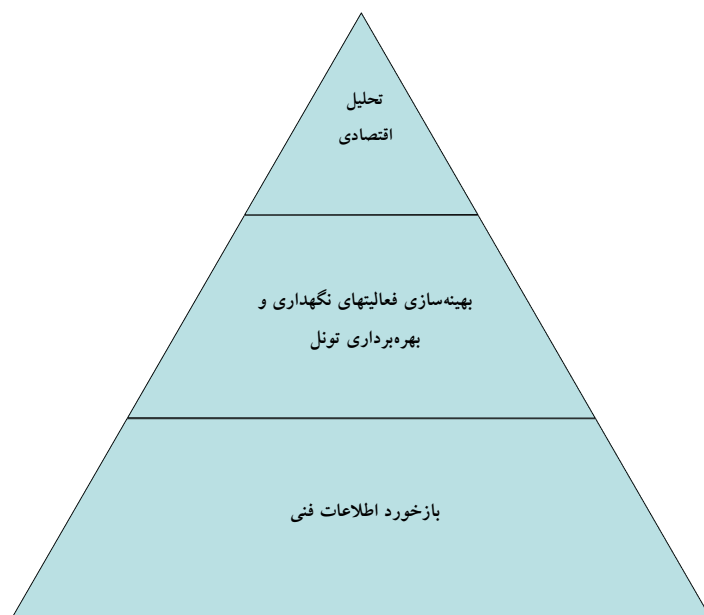 تحلیل
اقتصادی
بهینه‌سازی فعالیتهای نگهداری و
بهره‌برداری تونل
بازخورد اطلاعات فنی